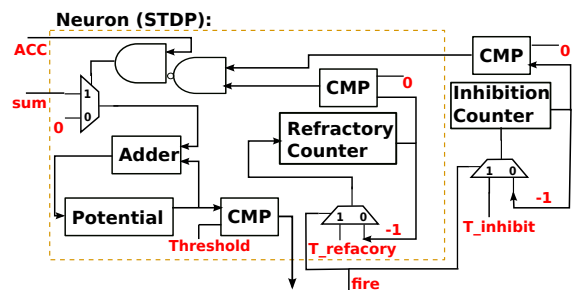 Neuron (STDP):
ACC
CMP
0
sum
1
0
0
CMP
0
Inhibition
Counter
Refractory
Counter
Adder
1 0
-1
Potential
CMP
1 0
-1
T_inhibit
Threshold
T_refacory
fire